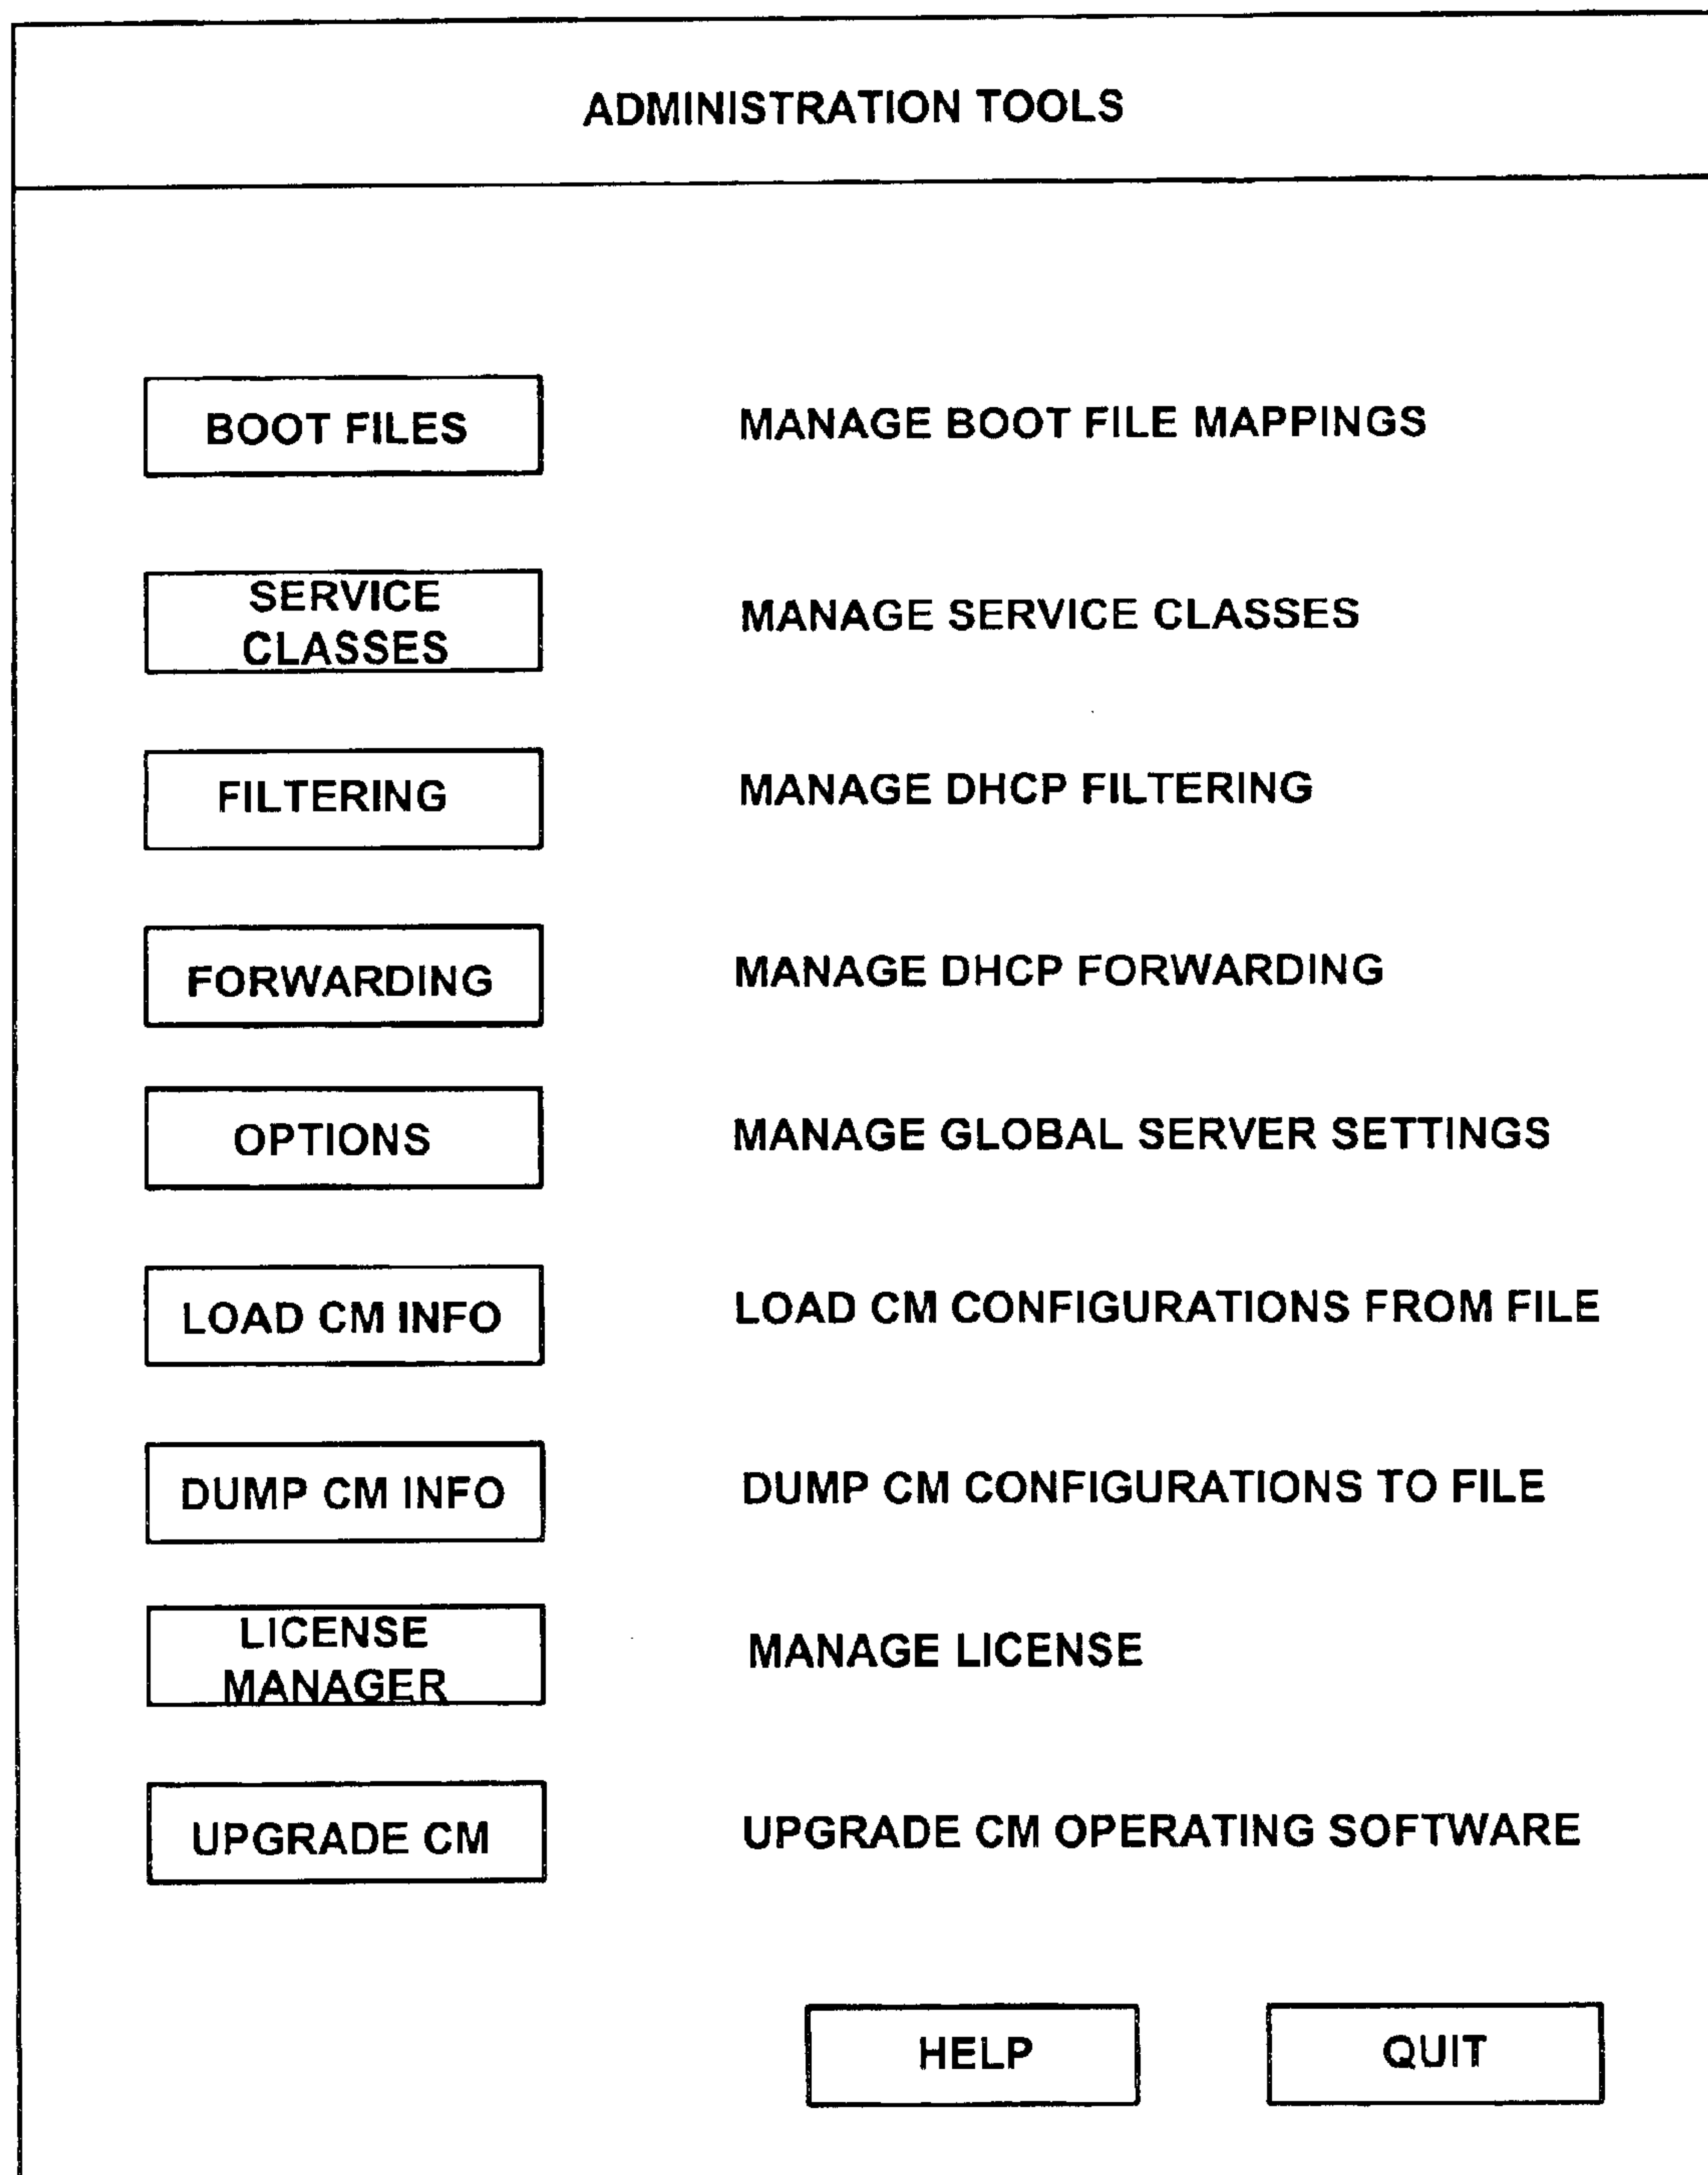 ADMINISTRATION TOOLS
BOOT FILES MANAGE BOOT FILE MAPPINGS
SERVICE
CLASSES
MANAGE SERVICE CLASSES
FILTERING MANAGE DHCP FILTERING
FORWARDING MANAGE DHCP FORWARDING
OPTIONS MANAGE GLOBAL SERVER SETTINGS
LOAD CM INFO LOAD CM CONFIGURATIONS FROM FILE
DUMP CM INFO DUMP CM CONFIGURATIONS TO FILE
LICENSE
MANAGER
MANAGE LICENSE
UPGRADE CM UPGRADE CM OPERATING SOFTWARE
HELP QUIT